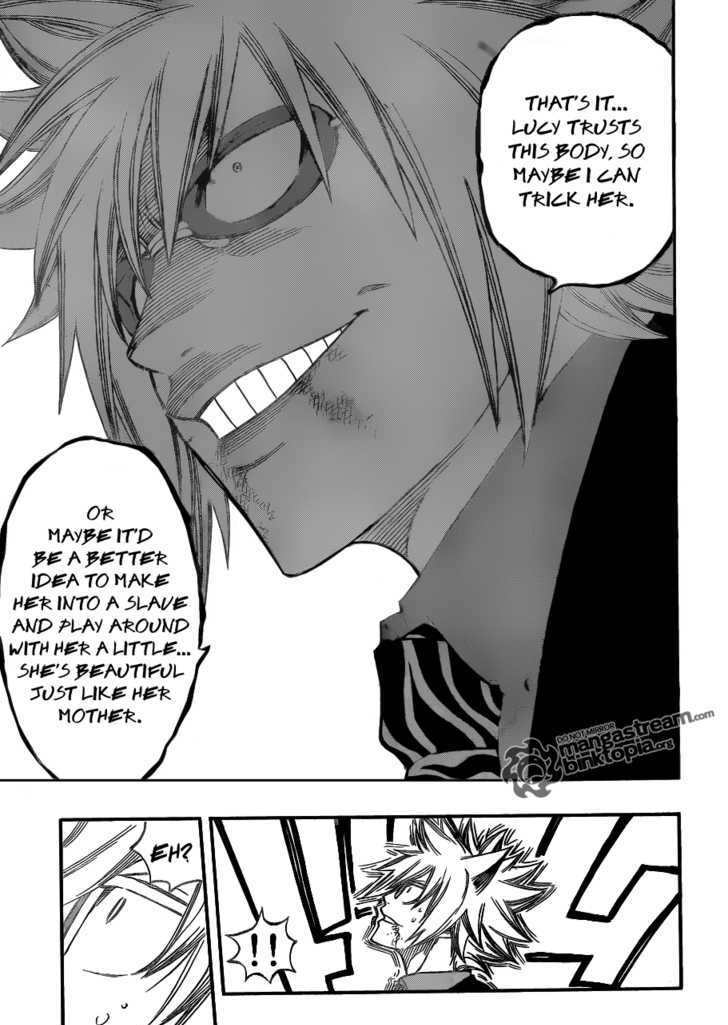 THAT'S IT...
LUCY TRUSTS
THIS BODY, SO
MAYBE I CAN
TRICK HER.
OR
MAYBE IT'D
BE A BETTER
IDEA TO MAKE
HER INTO A SLAVE
AND PLAY AROUND
WITH HER A LITTLE...
SHE'S BEAUTIFUL
JUST LIKE HER
MOTHER.
DO NOT MIRROR
mangastream.com
binktopia.org
EH?
!!